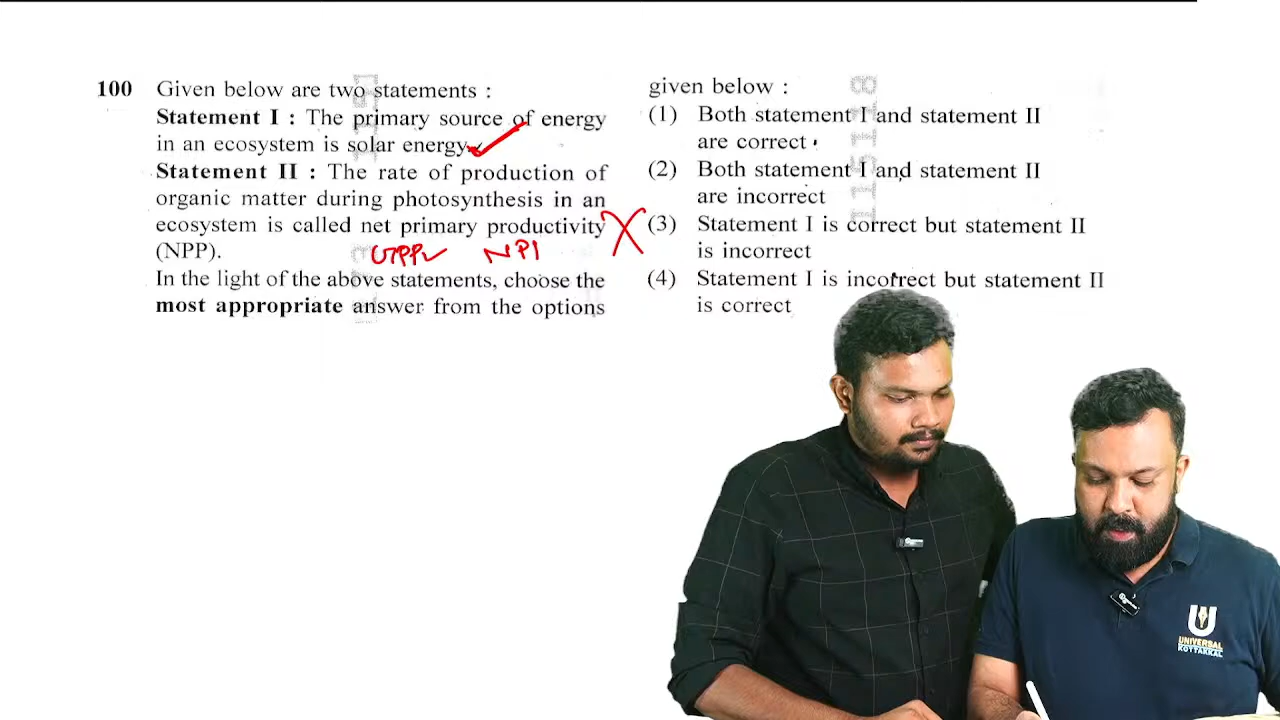 100 Given below are two statements :
Statement I : The primary source of energy
in an ecosystem is solar energy.
Statement II : The rate of production of
organic matter during photosynthesis in an
ecosystem is called net primary productivity
(NPP).
GPP NPP
In the light of the above statements, choose the
most appropriate answer from the options
given below :
(1) Both statement I and statement II
are correct
(2) Both statement I and statement II
are incorrect
(3) Statement I is correct but statement II
is incorrect
(4) Statement I is incorrect but statement II
is correct
U
UNIVERSAL
KOTTAKKAL